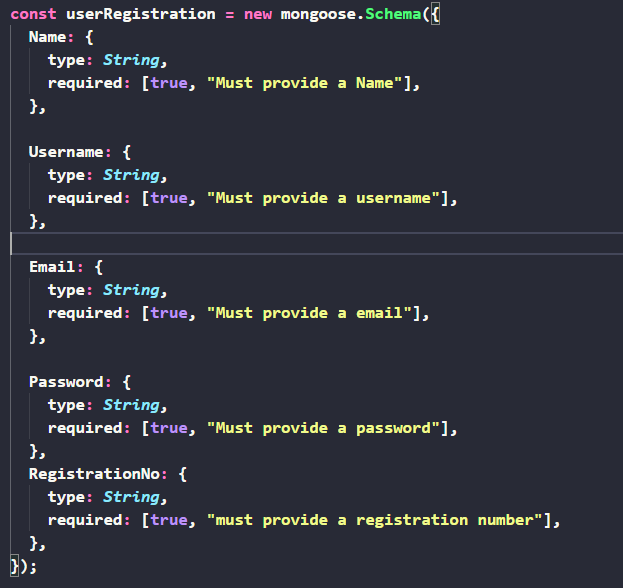 const userRegistration = new mongoose.Schema({
  Name: {
    type: String,
    required: [true, "Must provide a Name"],
  },

  Username: {
    type: String,
    required: [true, "Must provide a username"],
  },

  Email: {
    type: String,
    required: [true, "Must provide a email"],
  },

  Password: {
    type: String,
    required: [true, "Must provide a password"],
  },
  RegistrationNo: {
    type: String,
    required: [true, "must provide a registration number"],
  },
});